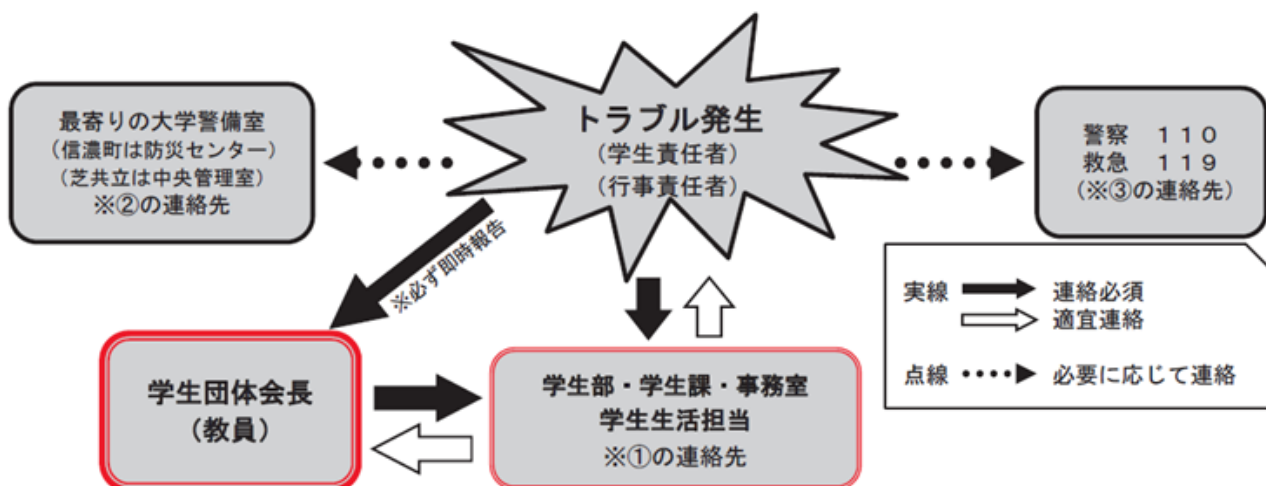 トラブル発生
(学生責任者)
(行事責任者)
最寄りの大学警備室
(信濃町は防災センター)
(芝共立は中央管理室)
※②の連絡先
警察 110
救急 119
(※③の連絡先)
※必ず即時報告
実線 連絡必須
適宜連絡
点線 必要に応じて連絡
学生団体会長
(教員)
学生部・学生課・事務室
学生生活担当
※①の連絡先